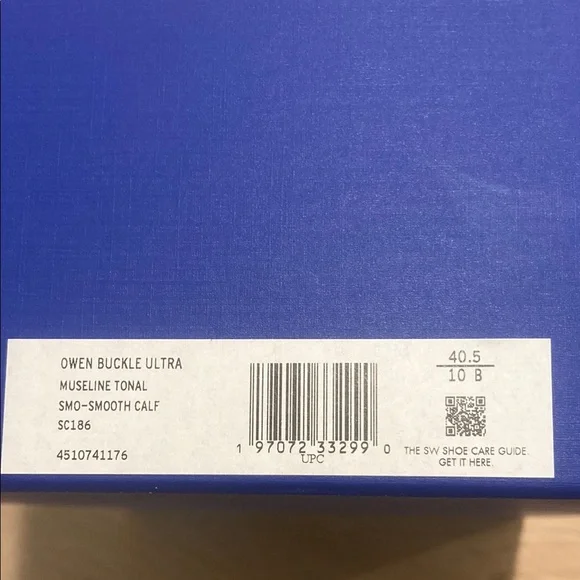 OWEN BUCKLE ULTRA
MUSELINE TONAL
SMO-SMOOTH CALF
SC186
4510741176
1 97072 33299 0
UPC
40.5
10 B
THE SW SHOE CARE GUIDE.
GET IT HERE.